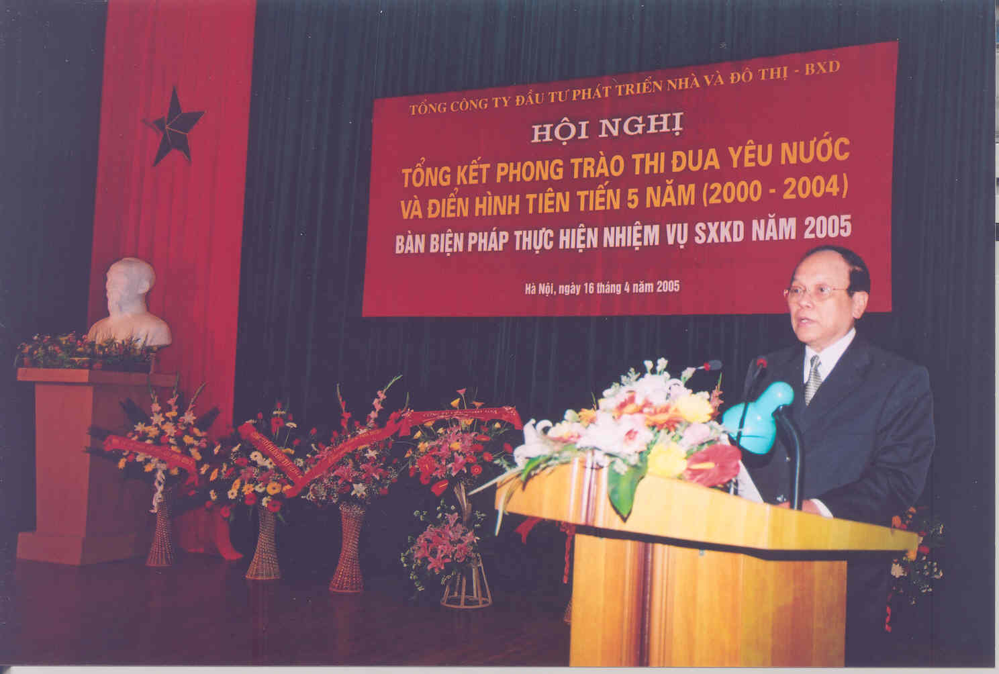 TỔNG CÔNG TY ĐẦU TƯ PHÁT TRIỂN NHÀ VÀ ĐÔ THỊ - BXD
HỘI NGHỊ
TỔNG KẾT PHONG TRÀO THI ĐUA YÊU NƯỚC
VÀ ĐIỂN HÌNH TIÊN TIẾN 5 NĂM (2000 - 2004)
BÀN BIỆN PHÁP THỰC HIỆN NHIỆM VỤ SXKD NĂM 2005
Hà Nội, ngày 16 tháng 4 năm 2005